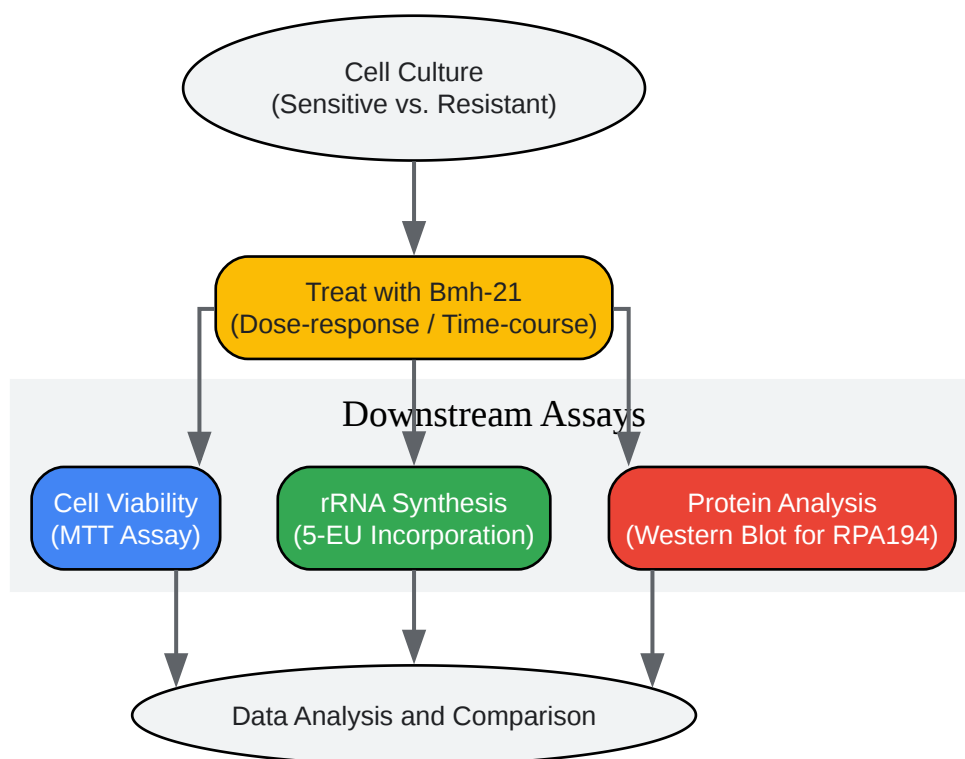 Cell Culture
(Sensitive vs. Resistant)
Treat with Bmh-21
(Dose-response / Time-course)
Downstream Assays
Cell Viability
(MTT Assay)
rRNA Synthesis
(5-EU Incorporation)
Protein Analysis
(Western Blot for RPA194)
Data Analysis and Comparison